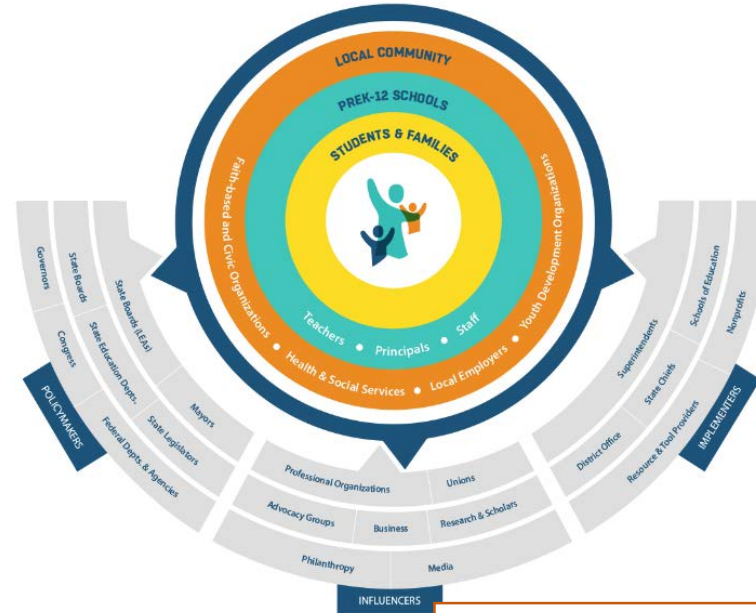 LOCAL COMMUNITY
PREK-12 SCHOOLS
STUDENTS & FAMILIES
Teachers • Principals • Staff
Faith-based and Civic Organizations • Health & Social Services • Local Employers • Youth Development Organizations
Governors
Congress
Federal Depts. & Agencies
State Boards
State Education Depts.
State Legislators
State Boards (LEAs)
Mayors
POLICYMAKERS
Professional Organizations
Unions
Advocacy Groups
Business
Research & Scholars
Philanthropy
Media
INFLUENCERS
Superintendents
District Office
State Chiefs
Schools of Education
Resource & Tool Providers
Nonprofits
IMPLEMENTERS